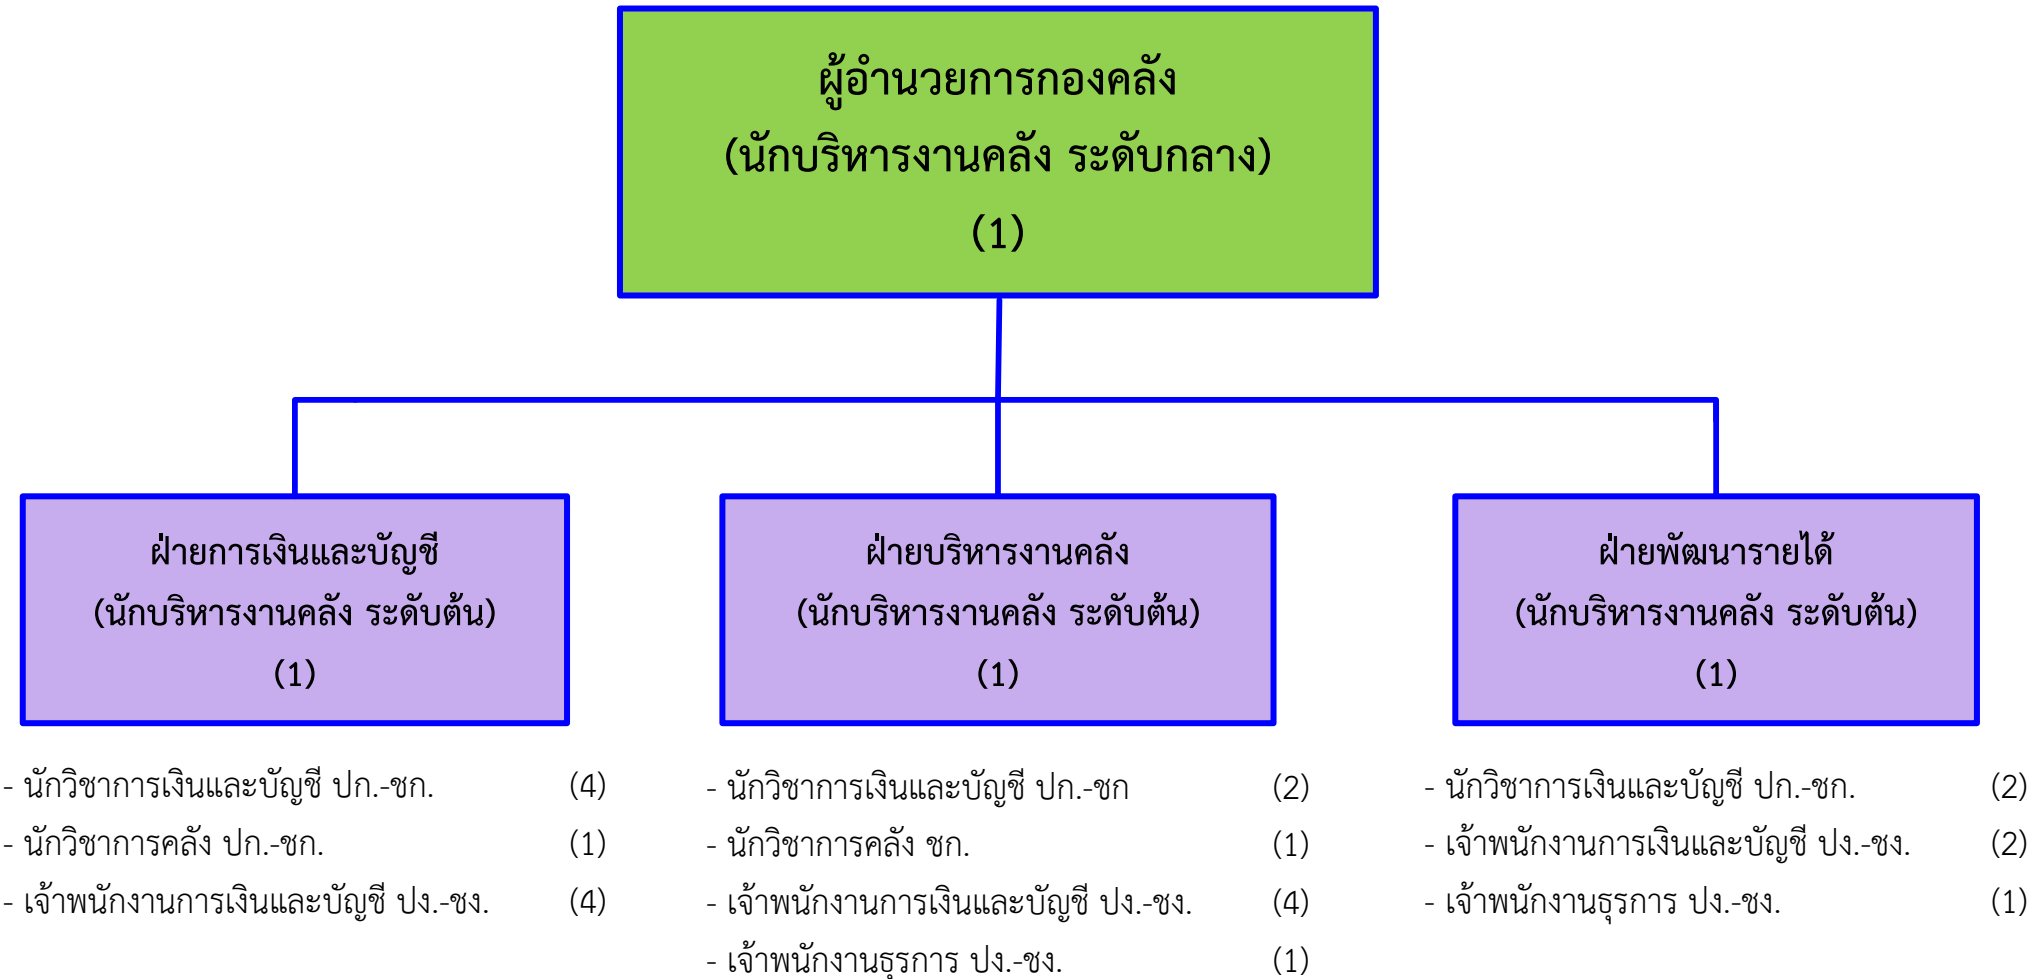 ผู้อำนวยการกองคลัง
(นักบริหารงานคลัง ระดับกลาง)
(1)
ฝ่ายการเงินและบัญชี
(นักบริหารงานคลัง ระดับต้น)
(1)
- นักวิชาการเงินและบัญชี ปก.-ชก. (4)
- นักวิชาการคลัง ปก.-ชก. (1)
- เจ้าพนักงานการเงินและบัญชี ปง.-ชง. (4)
ฝ่ายบริหารงานคลัง
(นักบริหารงานคลัง ระดับต้น)
(1)
- นักวิชาการเงินและบัญชี ปก.-ชก (2)
- นักวิชาการคลัง ชก. (1)
- เจ้าพนักงานการเงินและบัญชี ปง.-ชง. (4)
- เจ้าพนักงานธุรการ ปง.-ชง. (1)
ฝ่ายพัฒนารายได้
(นักบริหารงานคลัง ระดับต้น)
(1)
- นักวิชาการเงินและบัญชี ปก.-ชก. (2)
- เจ้าพนักงานการเงินและบัญชี ปง.-ชง. (2)
- เจ้าพนักงานธุรการ ปง.-ชง. (1)